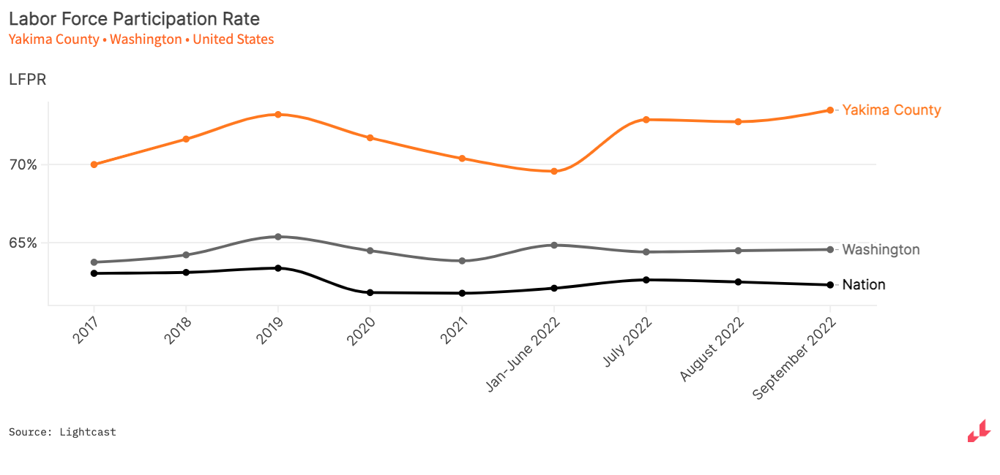 Labor Force Participation Rate
Yakima County • Washington • United States
LFPR
Yakima County
70%
65%
Washington
Nation
2017
2018
2019
2020
2021
Jan-June 2022
July 2022
August 2022
September 2022
Source: Lightcast